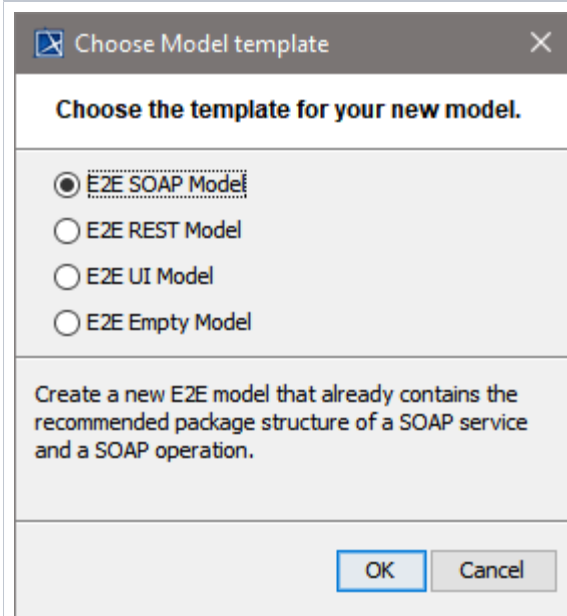 Choose Model template
Choose the template for your new model.
E2E SOAP Model
E2E REST Model
E2E UI Model
E2E Empty Model
Create a new E2E model that already contains the
recommended package structure of a SOAP service
and a SOAP operation.
OK Cancel